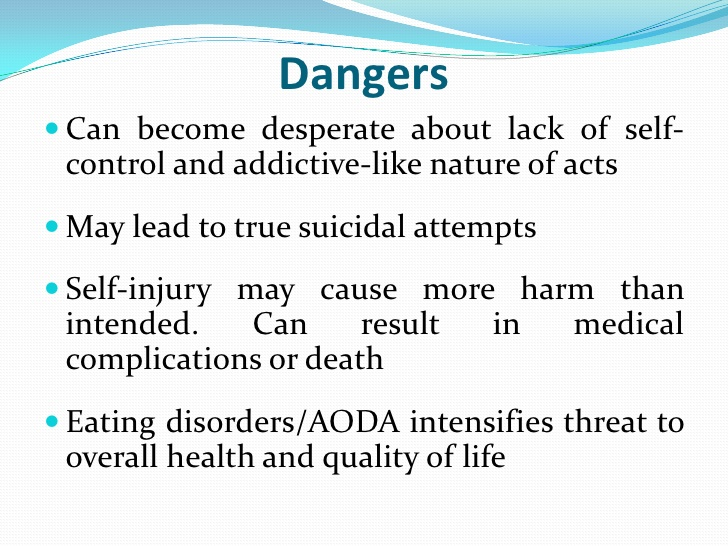 Dangers
• Can become desperate about lack of self-
control and addictive-like nature of acts
• May lead to true suicidal attempts
• Self-injury may cause more harm than
intended. Can result in medical
complications or death
• Eating disorders/AODA intensifies threat to
overall health and quality of life